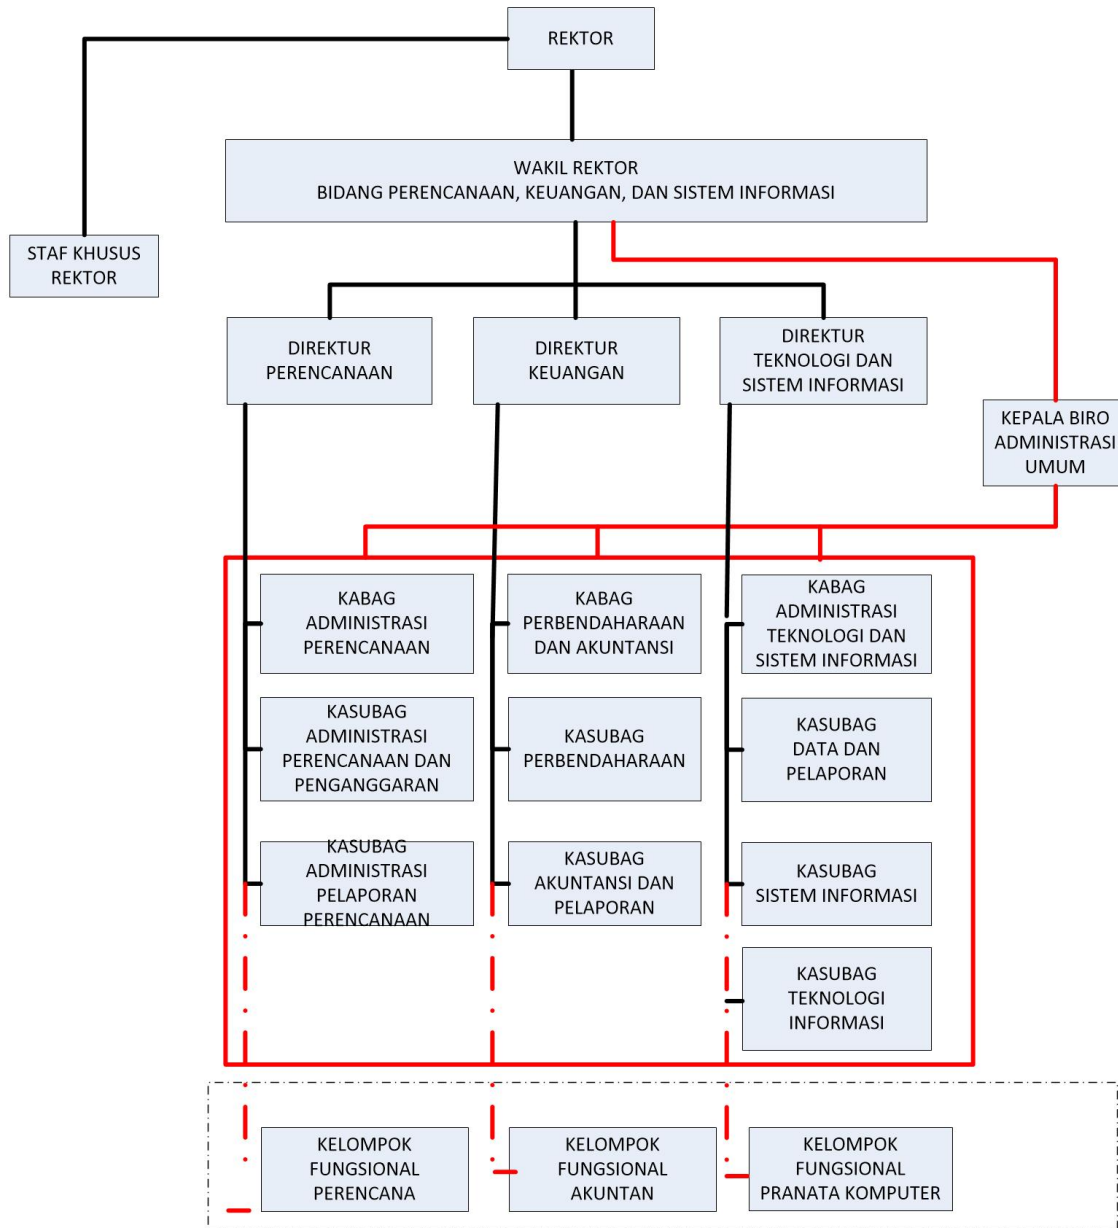 REKTOR
WAKIL REKTOR
BIDANG PERENCANAAN, KEUANGAN, DAN SISTEM INFORMASI
STAF KHUSUS
REKTOR
DIREKTUR
PERENCANAAN
DIREKTUR
KEUANGAN
DIREKTUR
TEKNOLOGI DAN
SISTEM INFORMASI
KEPALA BIRO
ADMINISTRASI
UMUM
KABAG
ADMINISTRASI
PERENCANAAN
KABAG
PERBENDAHARAAN
DAN AKUNTANSI
KABAG
ADMINISTRASI
TEKNOLOGI DAN
SISTEM INFORMASI
KASUBAG
ADMINISTRASI
PERENCANAAN DAN
PENGANGGARAN
KASUBAG
PERBENDAHARAAN
KASUBAG
DATA DAN
PELAPORAN
KASUBAG
ADMINISTRASI
PELAPORAN
PERENCANAAN
KASUBAG
AKUNTANSI DAN
PELAPORAN
KASUBAG
SISTEM INFORMASI
KASUBAG
TEKNOLOGI
INFORMASI
KELOMPOK
FUNGSIONAL
PERENCANA
KELOMPOK
FUNGSIONAL
AKUNTAN
KELOMPOK
FUNGSIONAL
PRANATA KOMPUTER